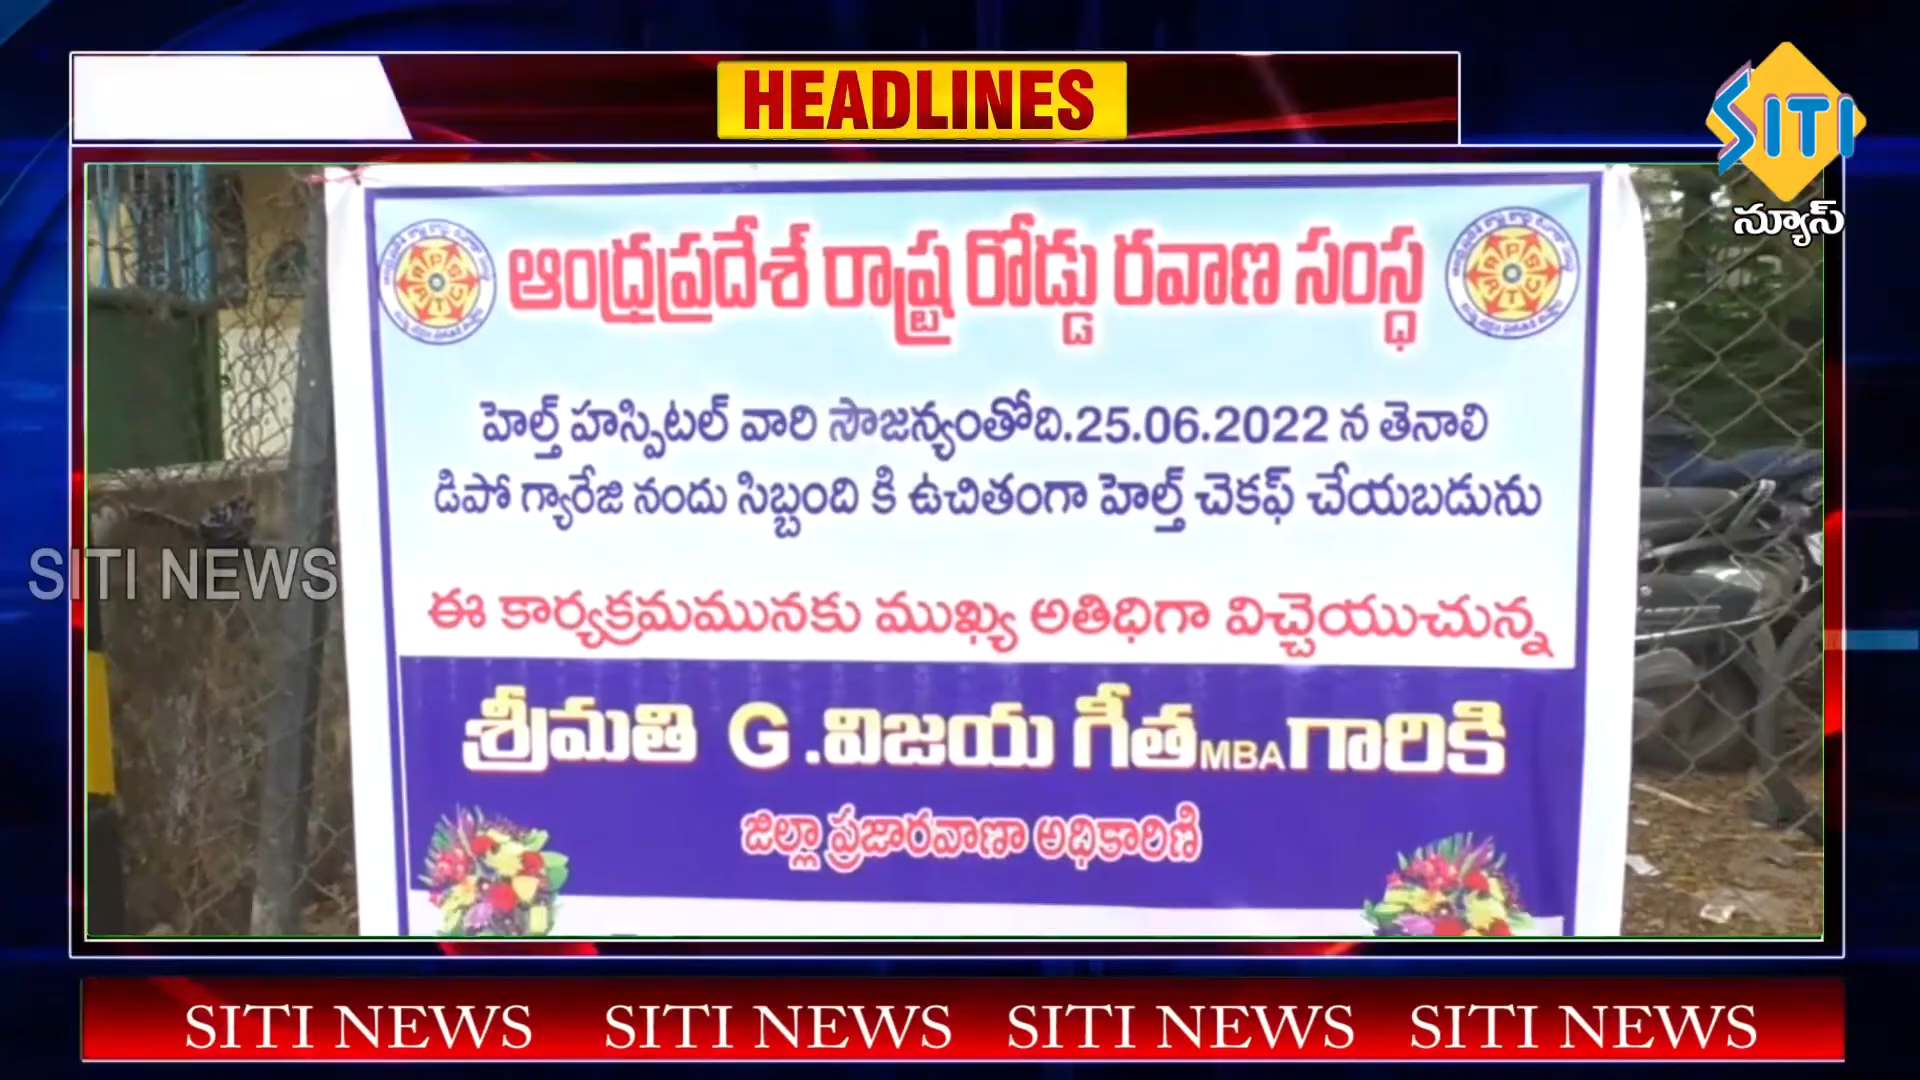 HEADLINES
SITI
న్యూస్
ఆంధ్రప్రదేశ్ రాష్ట్ర రోడ్డు రవాణ సంస్ధ
హెల్త్ హస్పిటల్ వారి సౌజన్యంతోది.25.06.2022 న తెనాలి
డిపో గ్యారేజి నందు సిబ్బంది కి ఉచితంగా హెల్త్ చెకఫ్ చేయబడును
SITI NEWS
ఈ కార్యక్రమమునకు ముఖ్య అతిధిగా విచ్చెయుచున్న
శ్రీమతి G.విజయ గీత MBA గారికి
జిల్లా ప్రజారవాణా అధికారిణి
SITI NEWS SITI NEWS SITI NEWS SITI NEWS